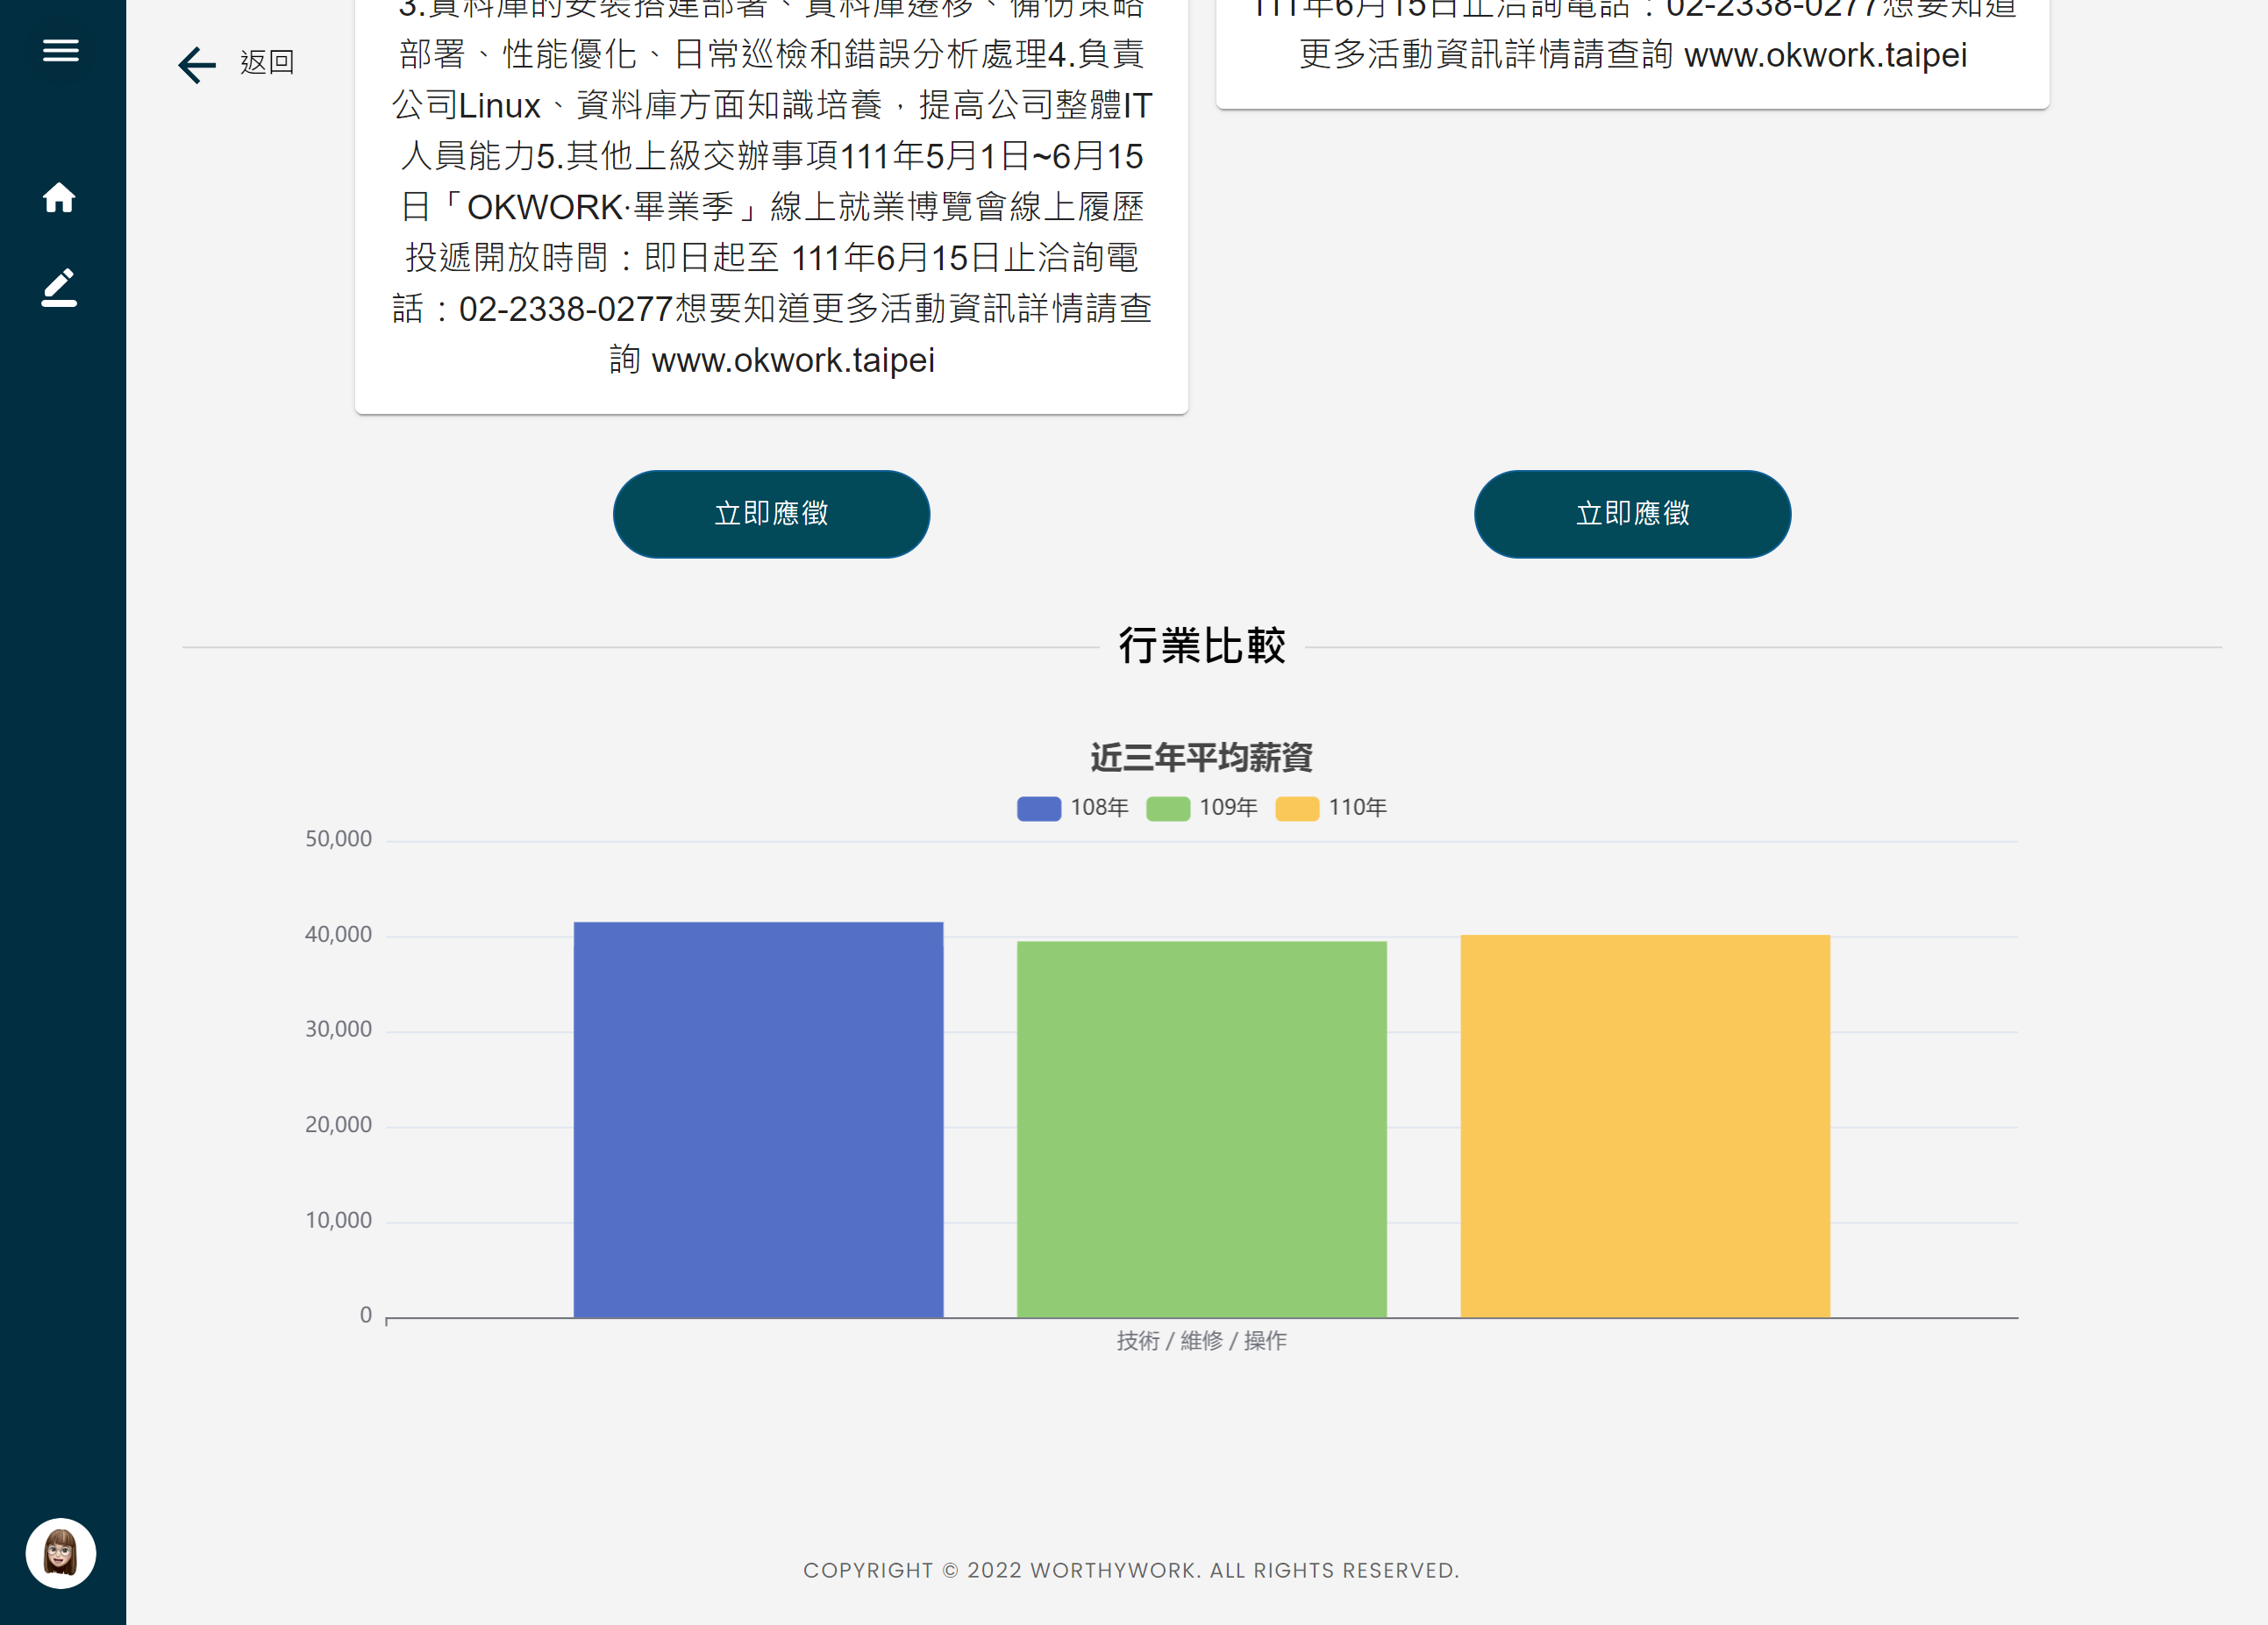 返回
3.資料庫的安裝搭建部署、資料庫遷移、備份策略
部署、性能優化、日常巡檢和錯誤分析處理4.負責
公司Linux、資料庫方面知識培養，提高公司整體IT
人員能力5.其他上級交辦事項111年5月1日~6月15
日「OKWORK·畢業季」線上就業博覽會線上履歷
投遞開放時間：即日起至 111年6月15日止洽詢電
話：02-2338-0277想要知道更多活動資訊詳情請查
詢 www.okwork.taipei
111年6月15日止洽詢電話：02-2338-0277想要知道
更多活動資訊詳情請查詢 www.okwork.taipei
立即應徵
立即應徵
行業比較
近三年平均薪資
108年
109年
110年
50,000
40,000
30,000
20,000
10,000
0
技術 / 維修 / 操作
COPYRIGHT © 2022 WORTHYWORK. ALL RIGHTS RESERVED.